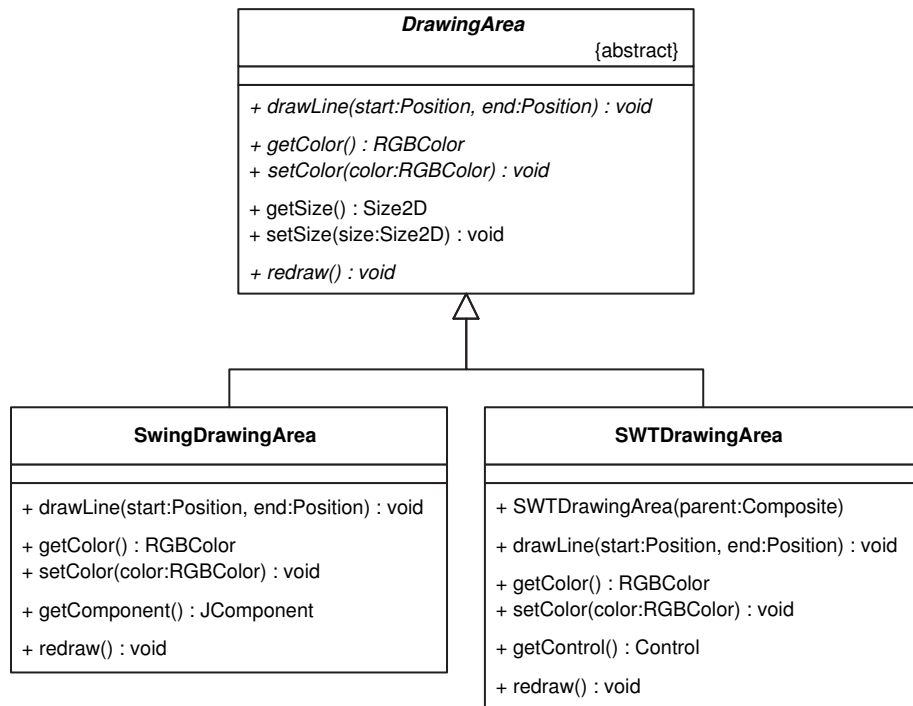 DrawingArea
{abstract}
+ drawLine(start:Position, end:Position) : void
+ getColor() : RGBColor
+ setColor(color:RGBColor) : void
+ getSize() : Size2D
+ setSize(size:Size2D) : void
+ redraw() : void
SwingDrawingArea
+ drawLine(start:Position, end:Position) : void
+ getColor() : RGBColor
+ setColor(color:RGBColor) : void
+ getComponent() : JComponent
+ redraw() : void
SWTDrawingArea
+ SWTDrawingArea(parent:Composite)
+ drawLine(start:Position, end:Position) : void
+ getColor() : RGBColor
+ setColor(color:RGBColor) : void
+ getControl() : Control
+ redraw() : void